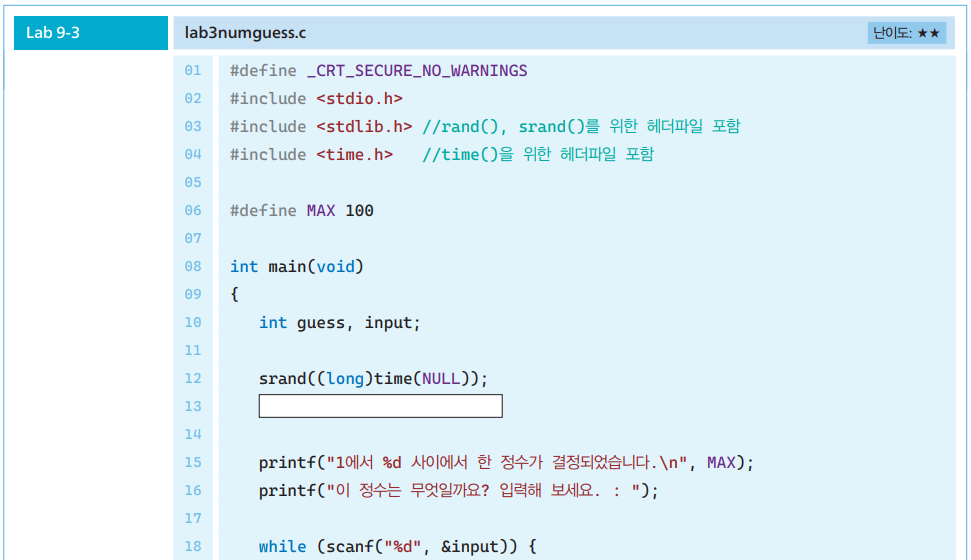 Lab 9-3 lab3numguess.c 난이도: ★★
01 #define _CRT_SECURE_NO_WARNINGS
02 #include <stdio.h>
03 #include <stdlib.h> //rand(), srand()를 위한 헤더파일 포함
04 #include <time.h> //time()을 위한 헤더파일 포함
05
06 #define MAX 100
07
08 int main(void)
09 {
10 int guess, input;
11
12 srand((long)time(NULL));
13
14
15 printf("1에서 %d 사이에서 한 정수가 결정되었습니다.\n", MAX);
16 printf("이 정수는 무엇일까요? 입력해 보세요. : ");
17
18 while (scanf("%d", &input)) {